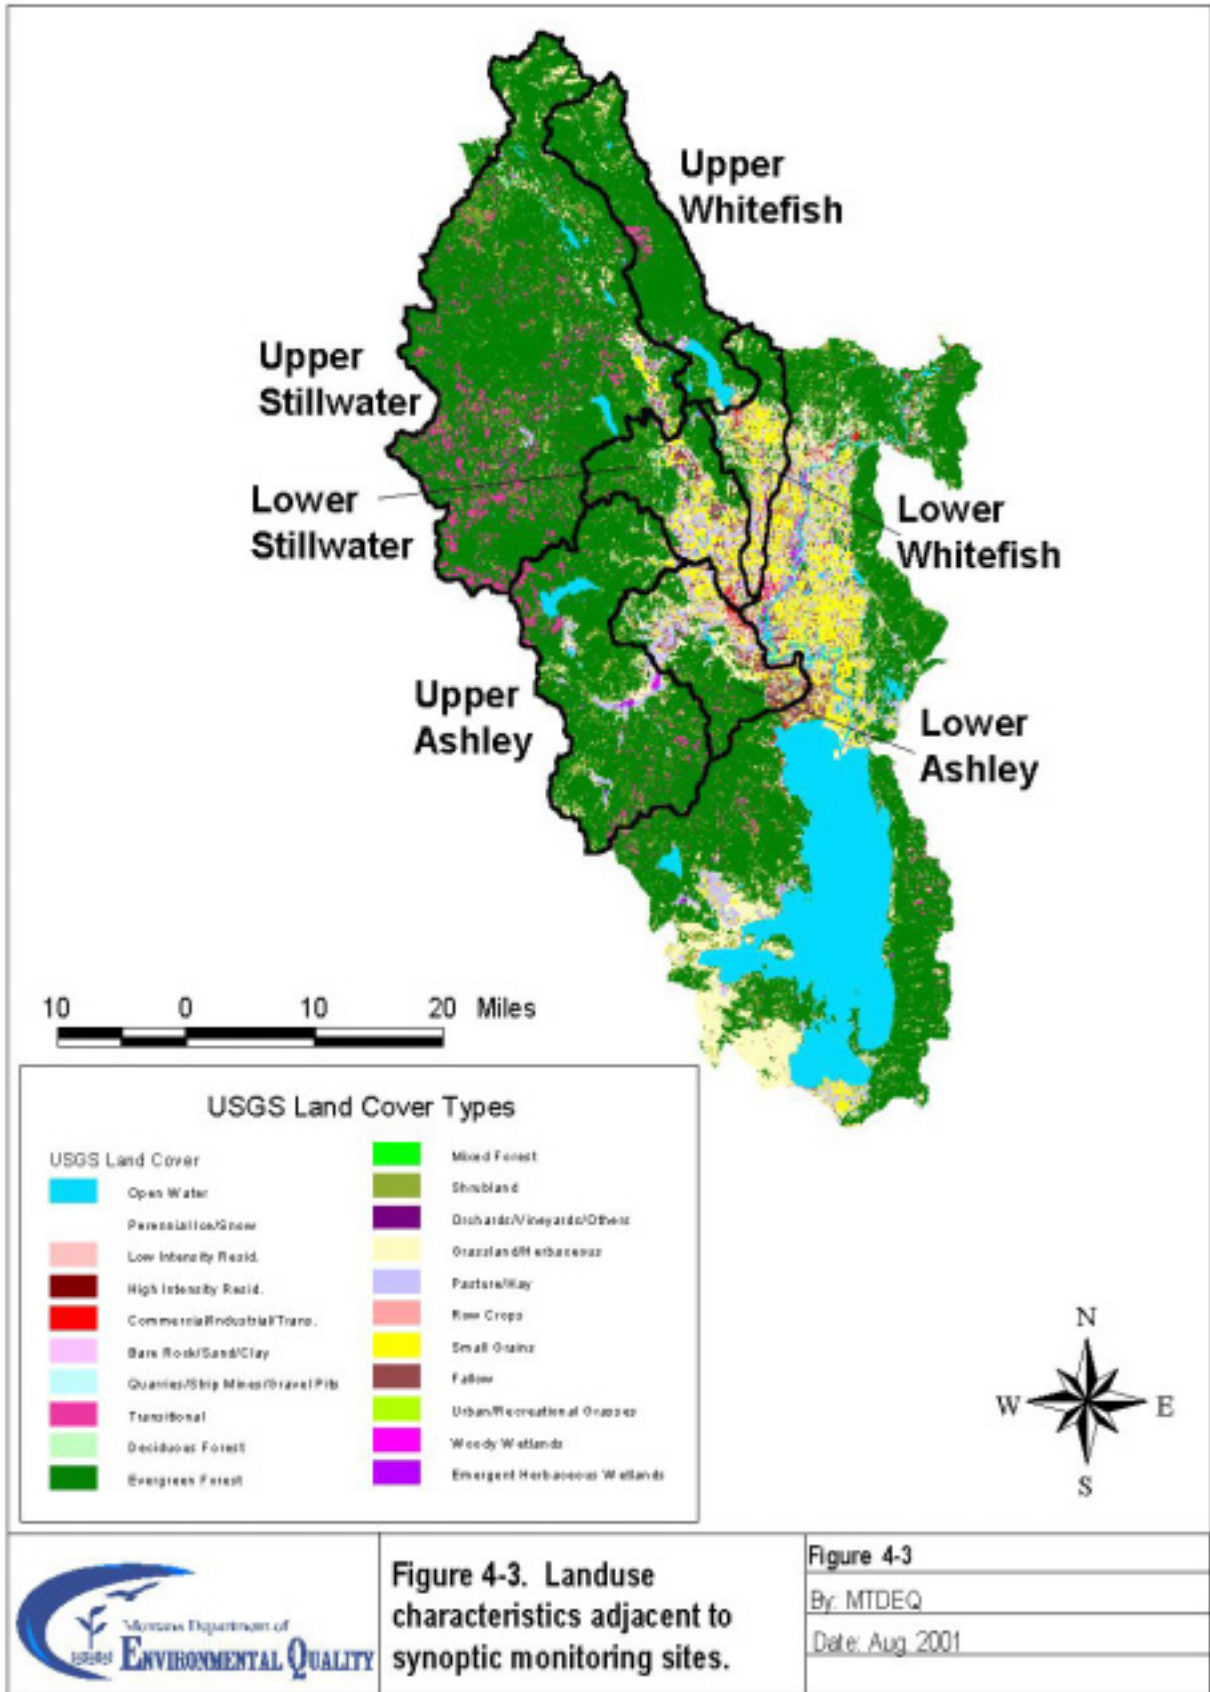 Upper
Whitefish
Upper
Stillwater
Lower
Stillwater
Lower
Whitefish
Upper
Ashley
Lower
Ashley
10 0 10 20 Miles
USGS Land Cover Types
USGS Land Cover
Open Water
Perennial Ice/Snow
Low Intensity Resid.
High Intensity Resid.
Commercial/Industrial/Trans.
Bare Rock/Sand/Clay
Quarries/Strip Mines/Gravel Pits
Transitional
Deciduous Forest
Evergreen Forest
Mixed Forest
Shrubland
Orchards/Vineyards/Others
Grassland/Herbaceous
Pasture/Hay
Row Crops
Small Grains
Fallow
Urban/Recreational Grasses
Woody Wetlands
Emergent Herbaceous Wetlands
N
W E
S
Montana Department of
ENVIRONMENTAL QUALITY
Figure 4-3. Landuse
characteristics adjacent to
synoptic monitoring sites.
Figure 4-3
By: MTDEQ
Date: Aug. 2001